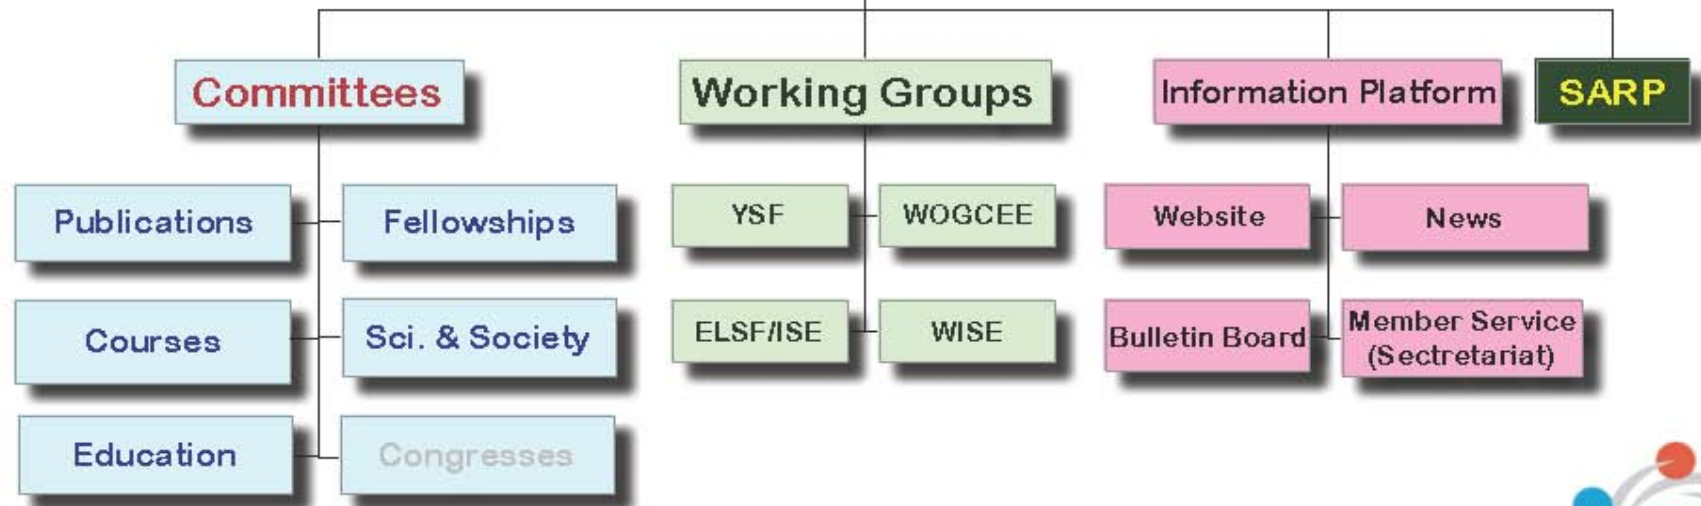 Committees
Working Groups
Information Platform
SARP
Publications
Fellowships
Courses
Sci. & Society
Education
Congresses
YSF
WOGCEE
ELSF/ISE
WISE
Website
News
Bulletin Board
Member Service
(Sectretariat)